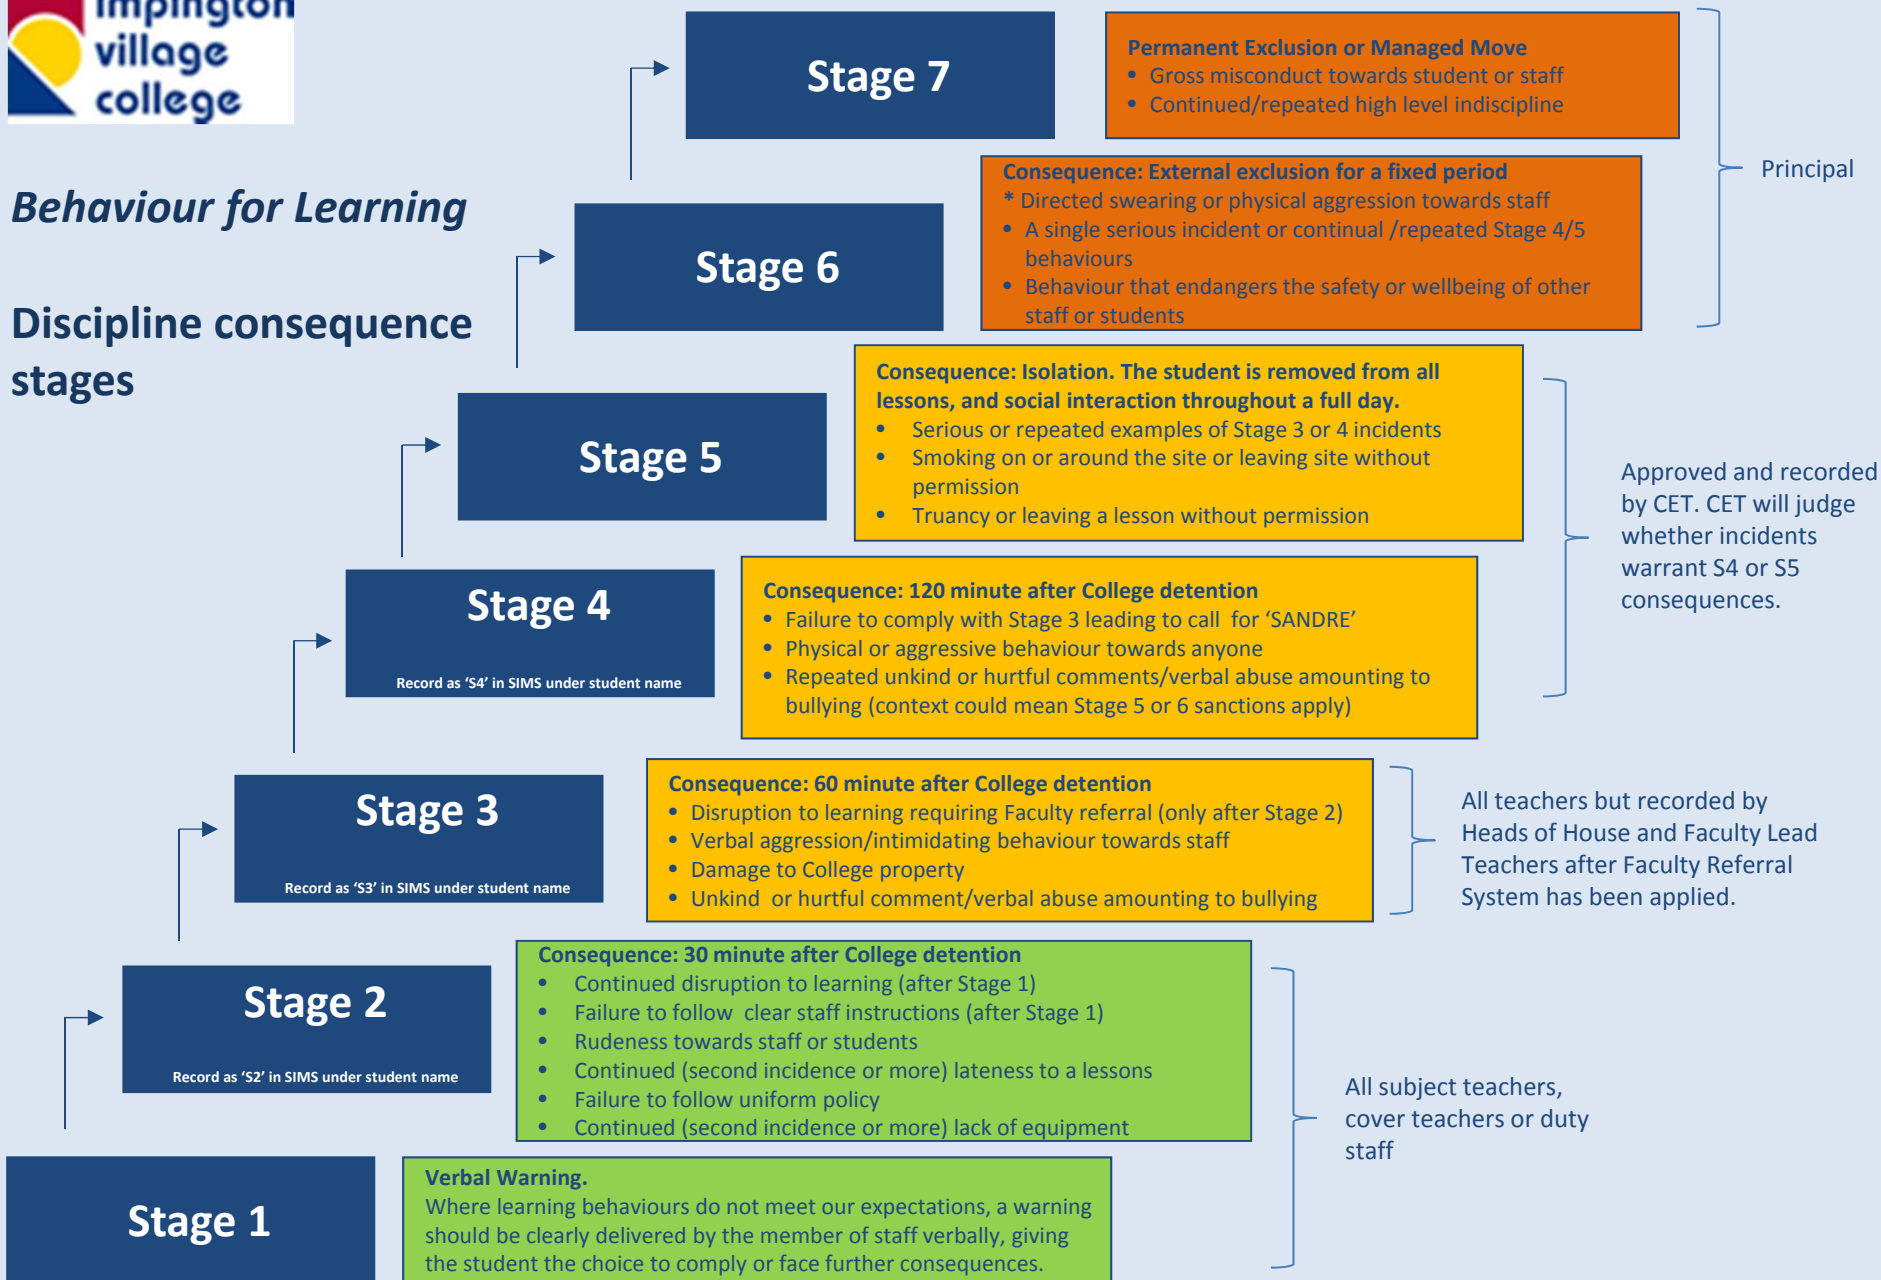 Impington
village
college
Behaviour for Learning
Discipline consequence
stages
Stage 7
Permanent Exclusion or Managed Move
• Gross misconduct towards student or staff
• Continued/repeated high level indiscipline
Principal
Stage 6
Consequence: External exclusion for a fixed period
* Directed swearing or physical aggression towards staff
• A single serious incident or continual /repeated Stage 4/5
behaviours
• Behaviour that endangers the safety or wellbeing of other
staff or students
Stage 5
Consequence: Isolation. The student is removed from all
lessons, and social interaction throughout a full day.
• Serious or repeated examples of Stage 3 or 4 incidents
• Smoking on or around the site or leaving site without
permission
• Truancy or leaving a lesson without permission
Approved and recorded
by CET. CET will judge
whether incidents
warrant S4 or S5
consequences.
Stage 4
Record as ‘S4’ in SIMS under student name
Consequence: 120 minute after College detention
• Failure to comply with Stage 3 leading to call for ‘SANDRE’
• Physical or aggressive behaviour towards anyone
• Repeated unkind or hurtful comments/verbal abuse amounting to
bullying (context could mean Stage 5 or 6 sanctions apply)
Stage 3
Record as ‘S3’ in SIMS under student name
Consequence: 60 minute after College detention
• Disruption to learning requiring Faculty referral (only after Stage 2)
• Verbal aggression/intimidating behaviour towards staff
• Damage to College property
• Unkind or hurtful comment/verbal abuse amounting to bullying
All teachers but recorded by
Heads of House and Faculty Lead
Teachers after Faculty Referral
System has been applied.
Stage 2
Record as ‘S2’ in SIMS under student name
Consequence: 30 minute after College detention
• Continued disruption to learning (after Stage 1)
• Failure to follow clear staff instructions (after Stage 1)
• Rudeness towards staff or students
• Continued (second incidence or more) lateness to a lessons
• Failure to follow uniform policy
• Continued (second incidence or more) lack of equipment
All subject teachers,
cover teachers or duty
staff
Stage 1
Verbal Warning.
Where learning behaviours do not meet our expectations, a warning
should be clearly delivered by the member of staff verbally, giving
the student the choice to comply or face further consequences.